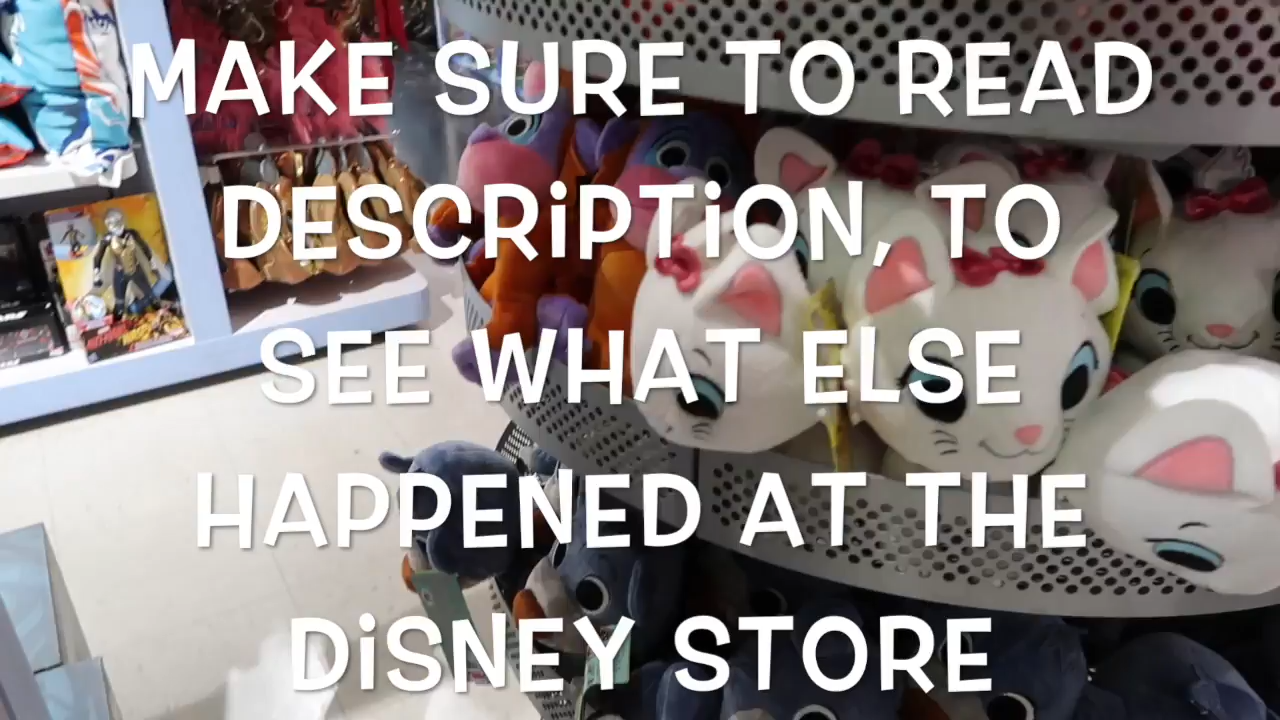 MAKE SURE TO READ
DESCRiPTiON, TO
SEE WHAT ELSE
HAPPENED AT THE
DiSNEY STORE